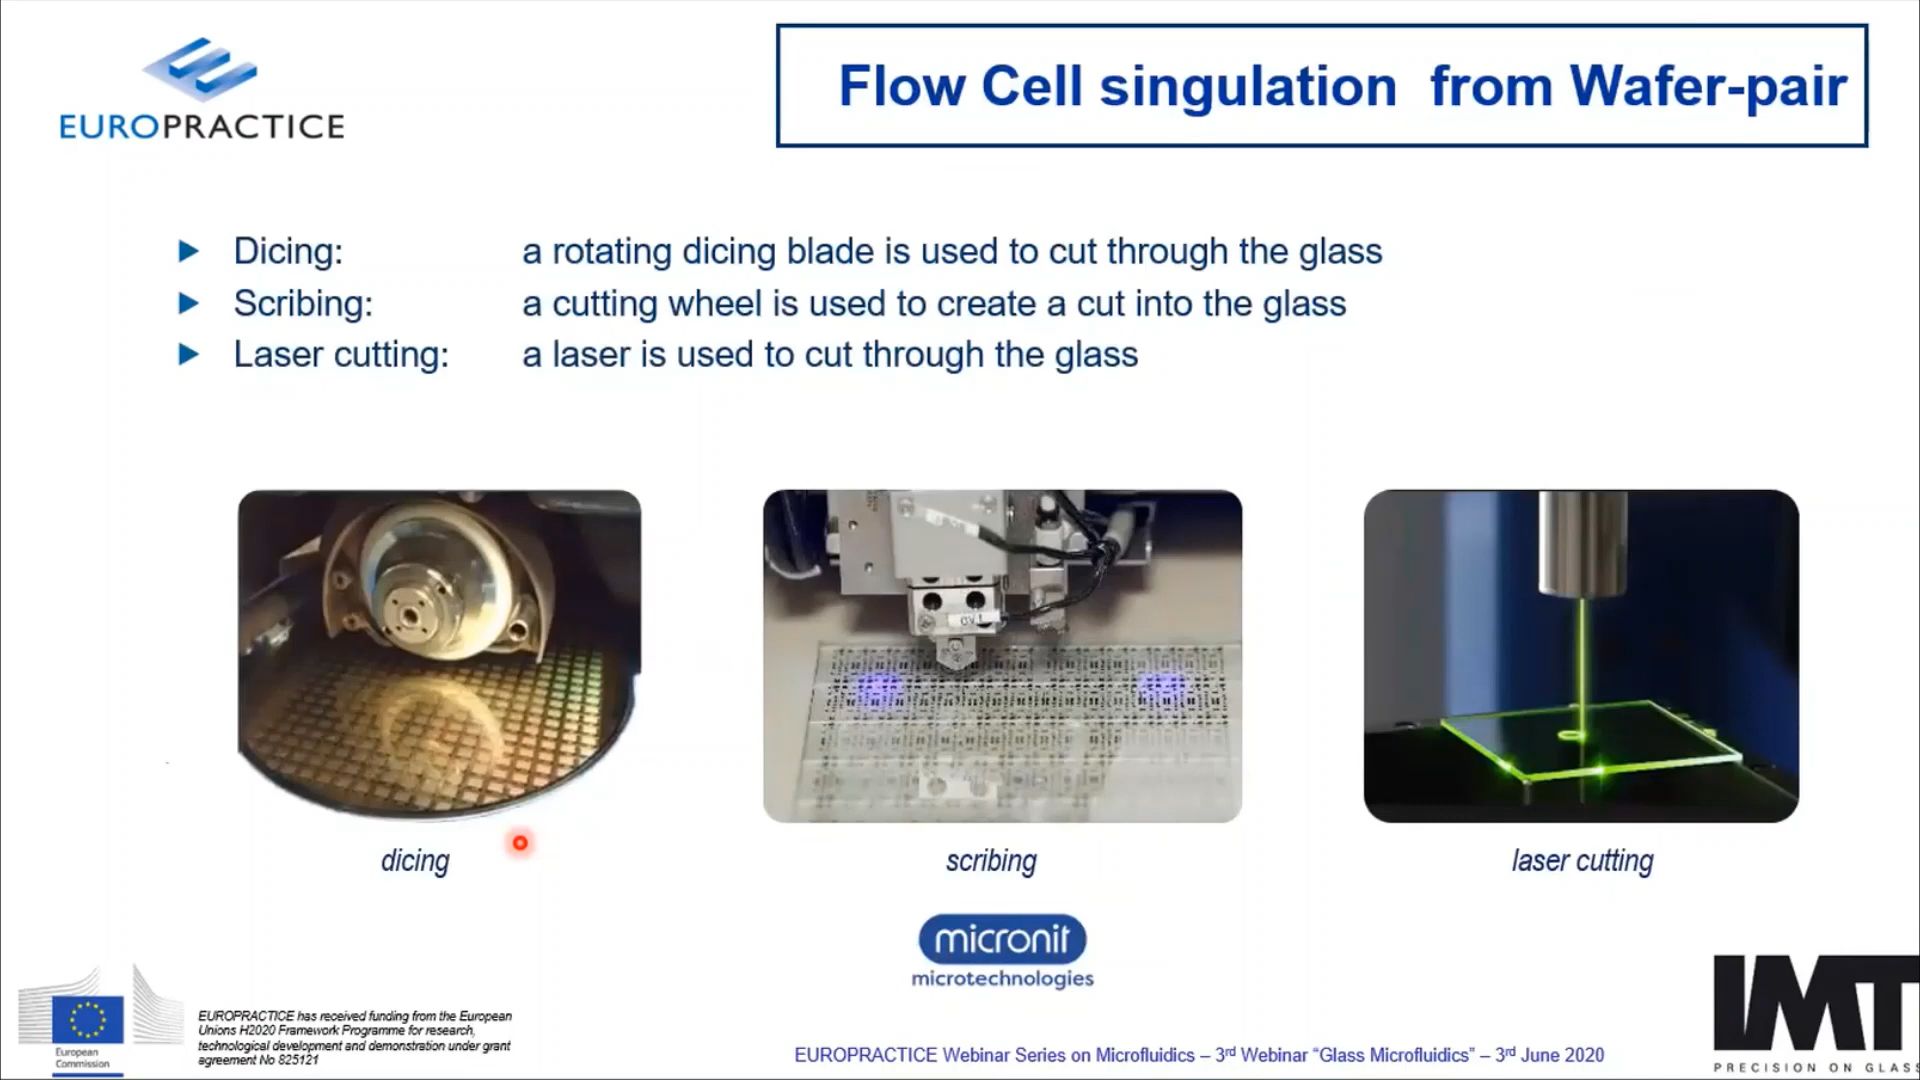 EUROPRACTICE
Flow Cell singulation from Wafer-pair
Dicing: a rotating dicing blade is used to cut through the glass
Scribing: a cutting wheel is used to create a cut into the glass
Laser cutting: a laser is used to cut through the glass
dicing
scribing
laser cutting
micronit
microtechnologies
European
Commission
EUROPRACTICE has received funding from the European
Unions H2020 Framework Programme for research,
technological development and demonstration under grant
agreement No 825121
EUROPRACTICE Webinar Series on Microfluidics – 3rd Webinar “Glass Microfluidics” – 3rd June 2020
IMT
PRECISION ON GLASS